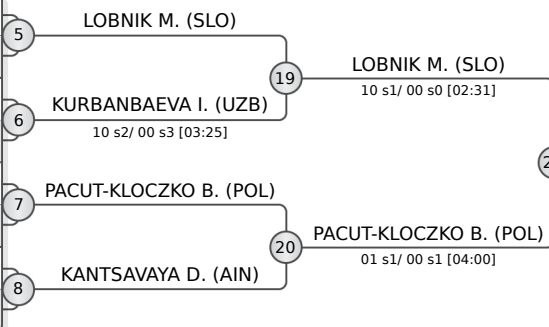 5
LOBNIK M. (SLO)
19
LOBNIK M. (SLO)
10 s1/ 00 s0 [02:31]
6
KURBANBAEVA I. (UZB)
10 s2/ 00 s3 [03:25]
7
PACUT-KLOCZKO B. (POL)
20
PACUT-KLOCZKO B. (POL)
01 s1/ 00 s1 [04:00]
8
KANTSAVAYA D. (AIN)